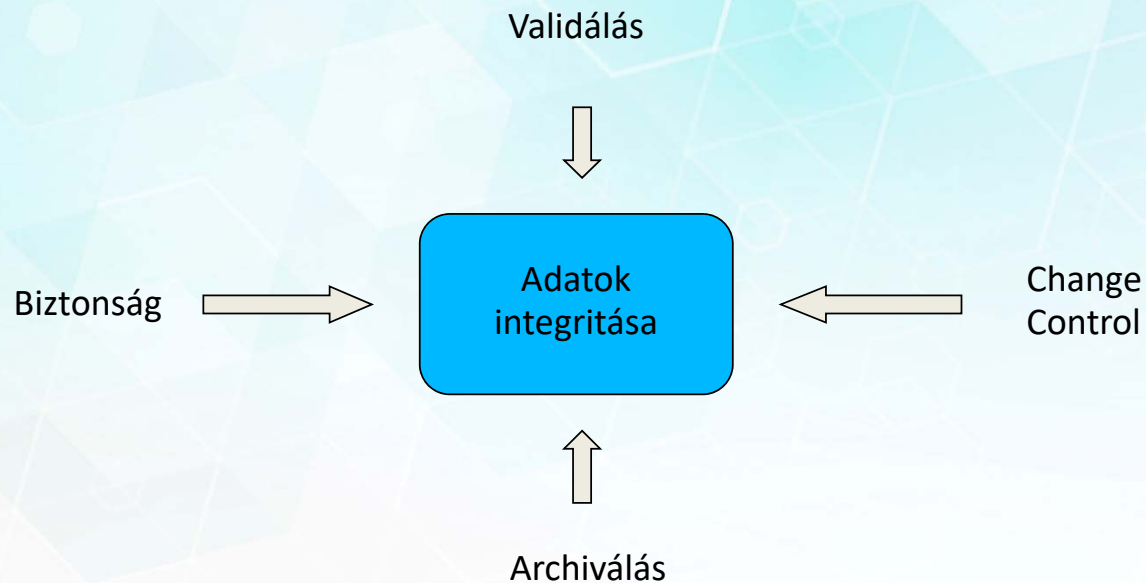 Validálás
Biztonság
Adatok
integritása
Change
Control
Archiválás